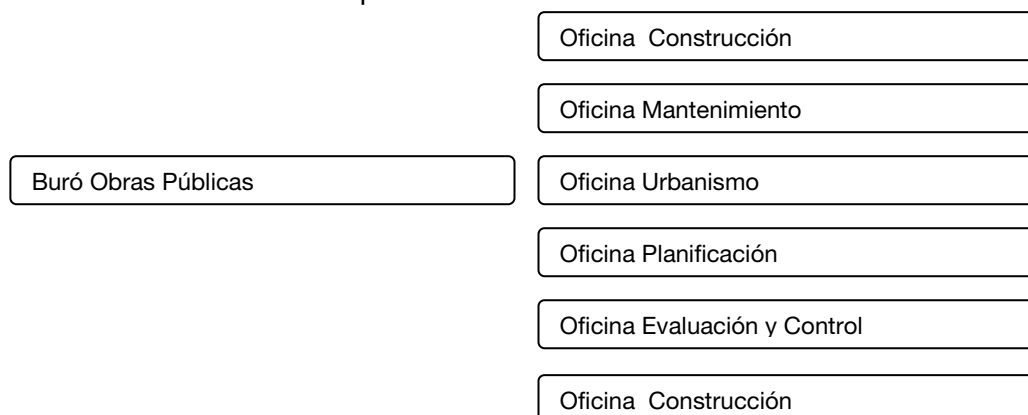 Oficina  Construcción
Oficina Mantenimiento
Buró Obras Públicas
Oficina Urbanismo
Oficina Planificación
Oficina Evaluación y Control
Oficina  Construcción